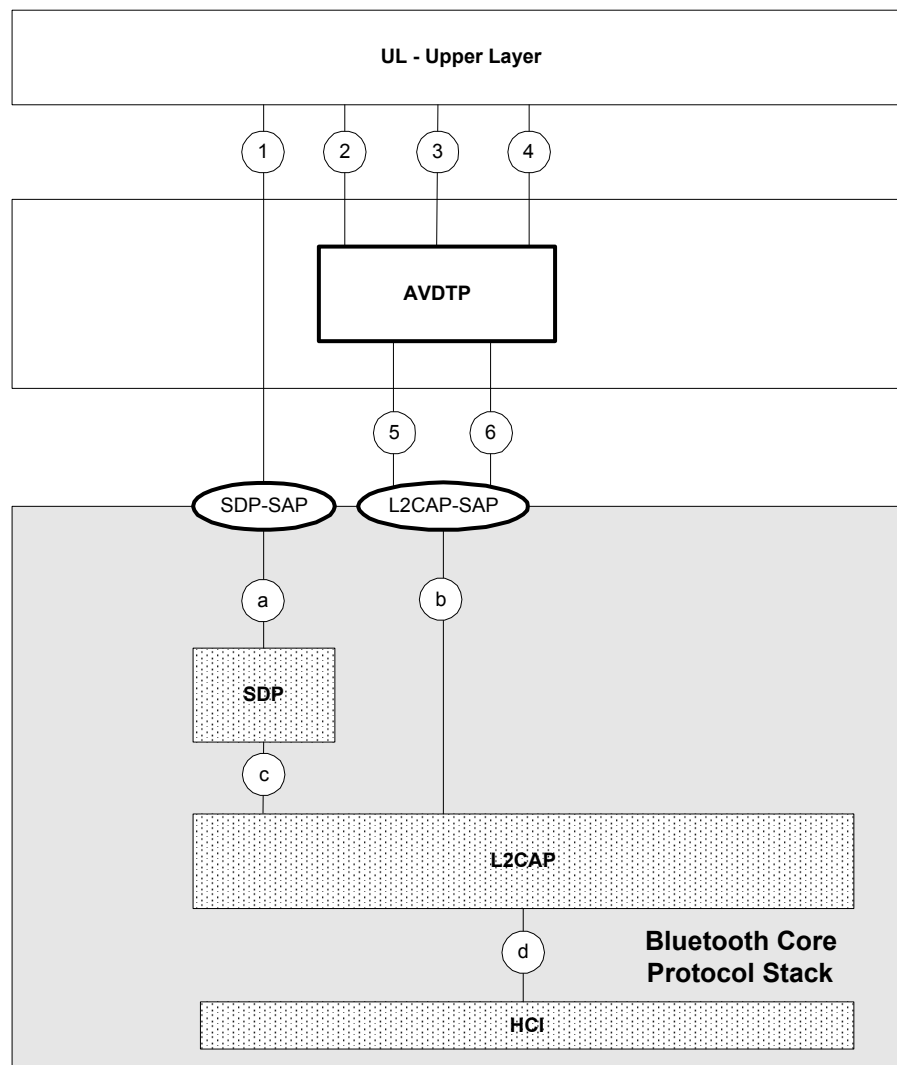 UL - Upper Layer
1
2
3
4
AVDTP
5
6
SDP-SAP
L2CAP-SAP
a
b
SDP
c
L2CAP
d
Bluetooth Core
Protocol Stack
HCI